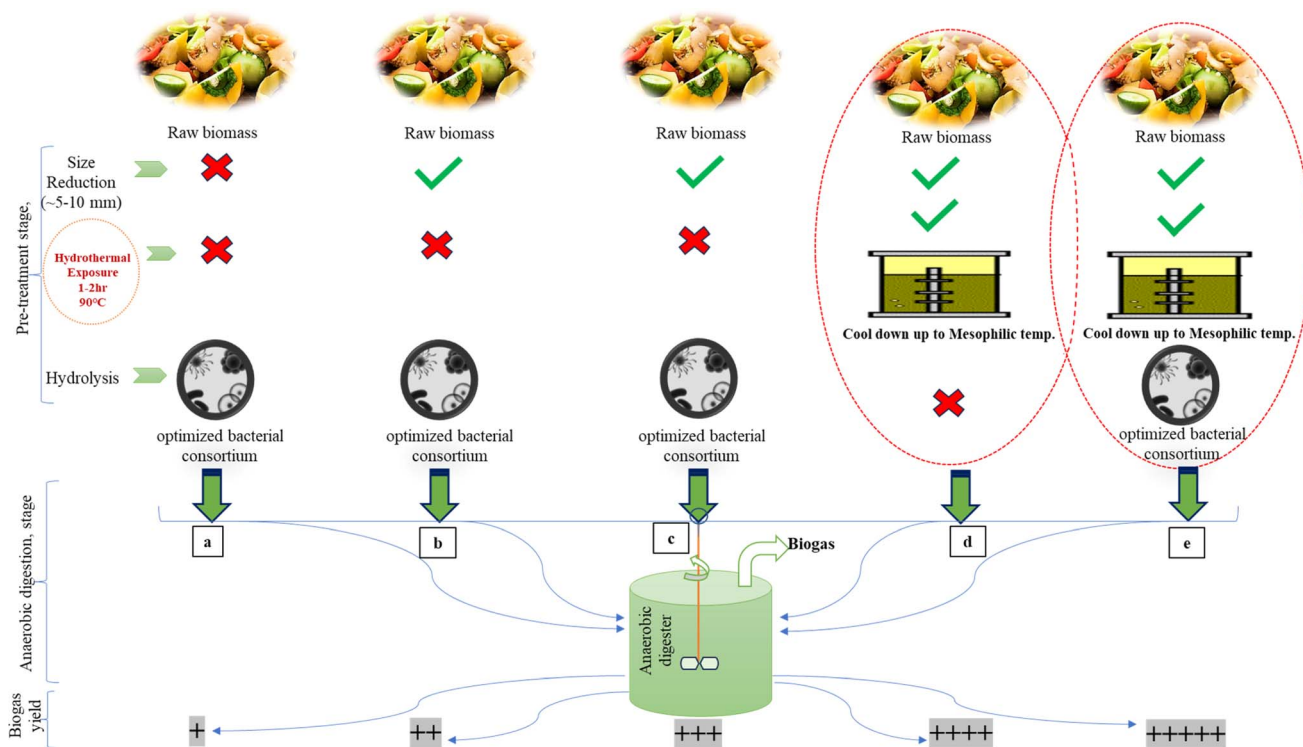 Raw biomass
Raw biomass
Raw biomass
Raw biomass
Raw biomass
Pre-treatment stage,
Size
Reduction
(~5-10 mm)
Hydrothermal
Exposure
1-2hr
90°C
Cool down up to Mesophilic temp.
Cool down up to Mesophilic temp.
Hydrolysis
optimized bacterial
consortium
optimized bacterial
consortium
optimized bacterial
consortium
optimized bacterial
consortium
Anaerobic digestion, stage
a
b
c
d
e
Biogas
Anaerobic
digester
Biogas
yield
+
++
+++
++++
+++++